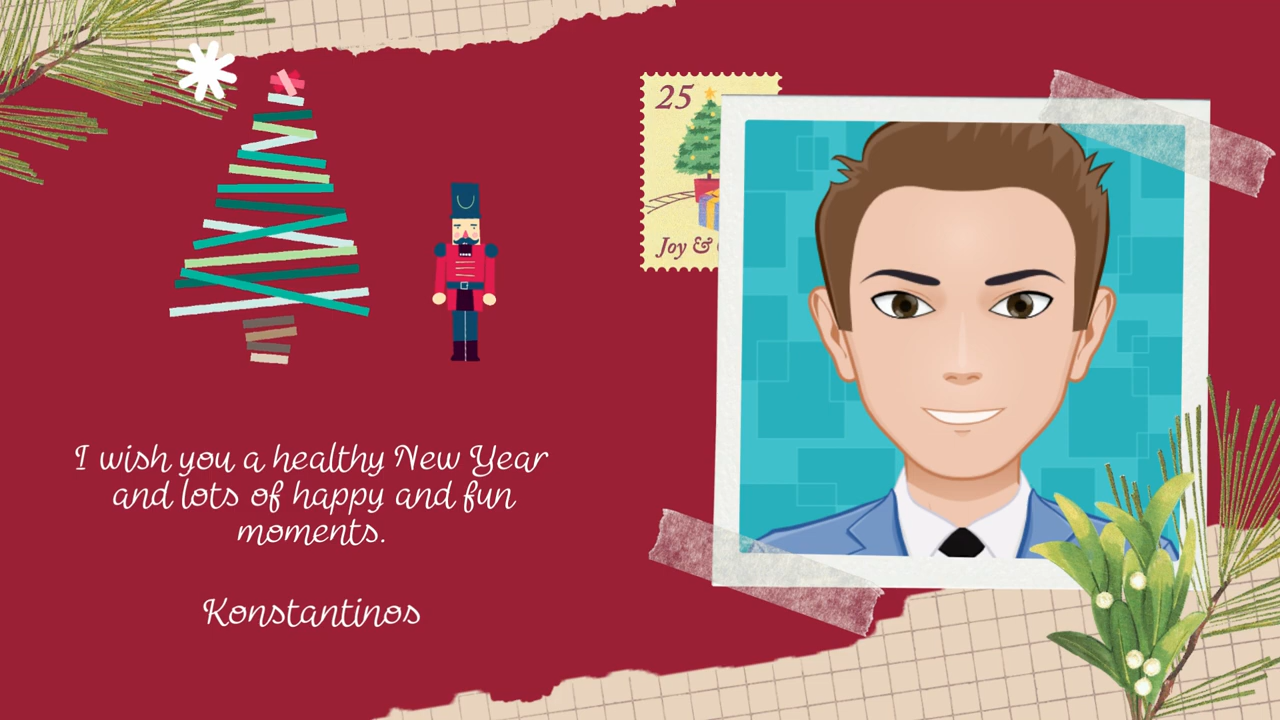 25
Joy &
I wish you a healthy New Year
and lots of happy and fun
moments.
Konstantinos